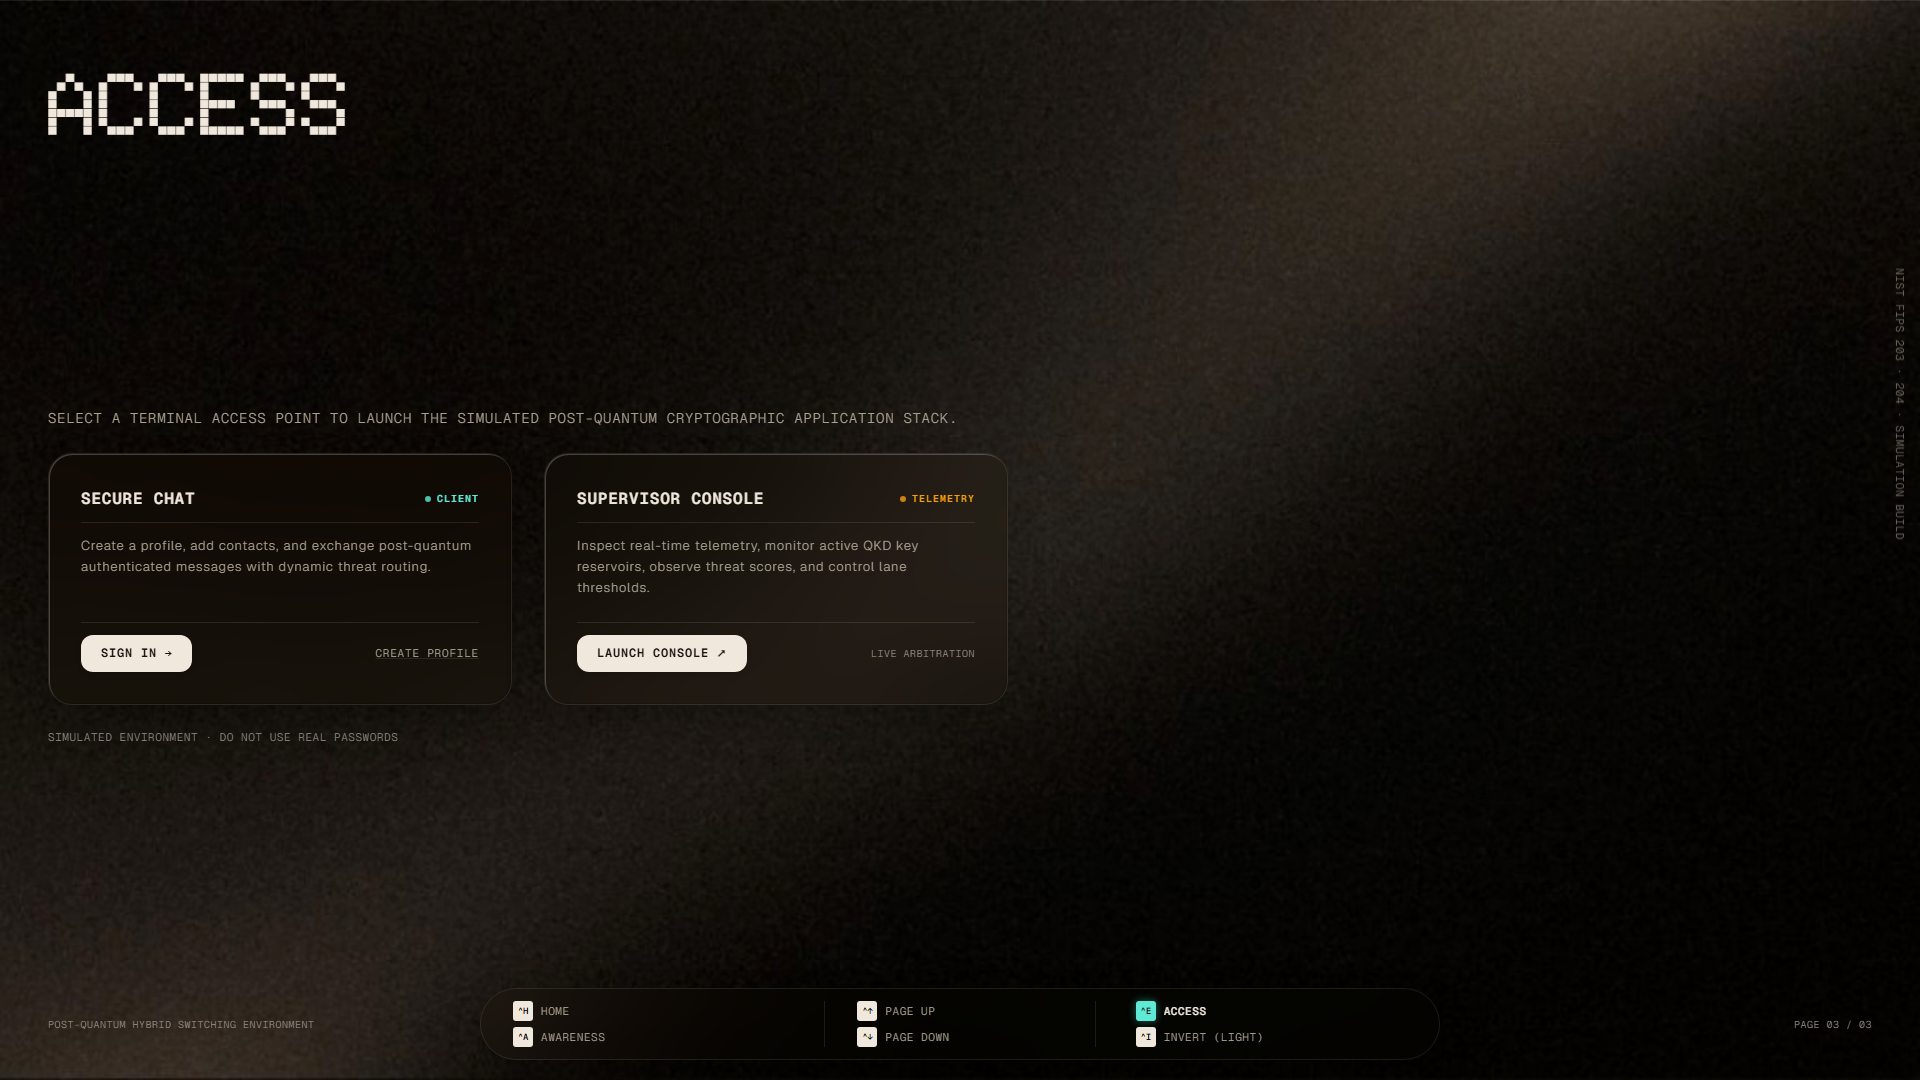 ACCESS
SELECT A TERMINAL ACCESS POINT TO LAUNCH THE SIMULATED POST-QUANTUM CRYPTOGRAPHIC APPLICATION STACK.
SECURE CHAT
CLIENT
Create a profile, add contacts, and exchange post-quantum
authenticated messages with dynamic threat routing.
SIGN IN →
CREATE PROFILE
SUPERVISOR CONSOLE
TELEMETRY
Inspect real-time telemetry, monitor active QKD key
reservoirs, observe threat scores, and control lane
thresholds.
LAUNCH CONSOLE ↗
LIVE ARBITRATION
SIMULATED ENVIRONMENT · DO NOT USE REAL PASSWORDS
NIST FIPS 203 · 204 · SIMULATION BUILD
POST-QUANTUM HYBRID SWITCHING ENVIRONMENT
^H HOME
^A AWARENESS
^↑ PAGE UP
^↓ PAGE DOWN
^E ACCESS
^I INVERT (LIGHT)
PAGE 03 / 03